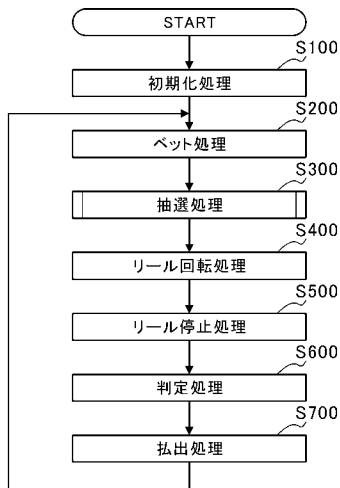 START
S100
初期化処理
S200
ベット処理
S300
抽選処理
S400
リール回転処理
S500
リール停止処理
S600
判定処理
S700
払出処理